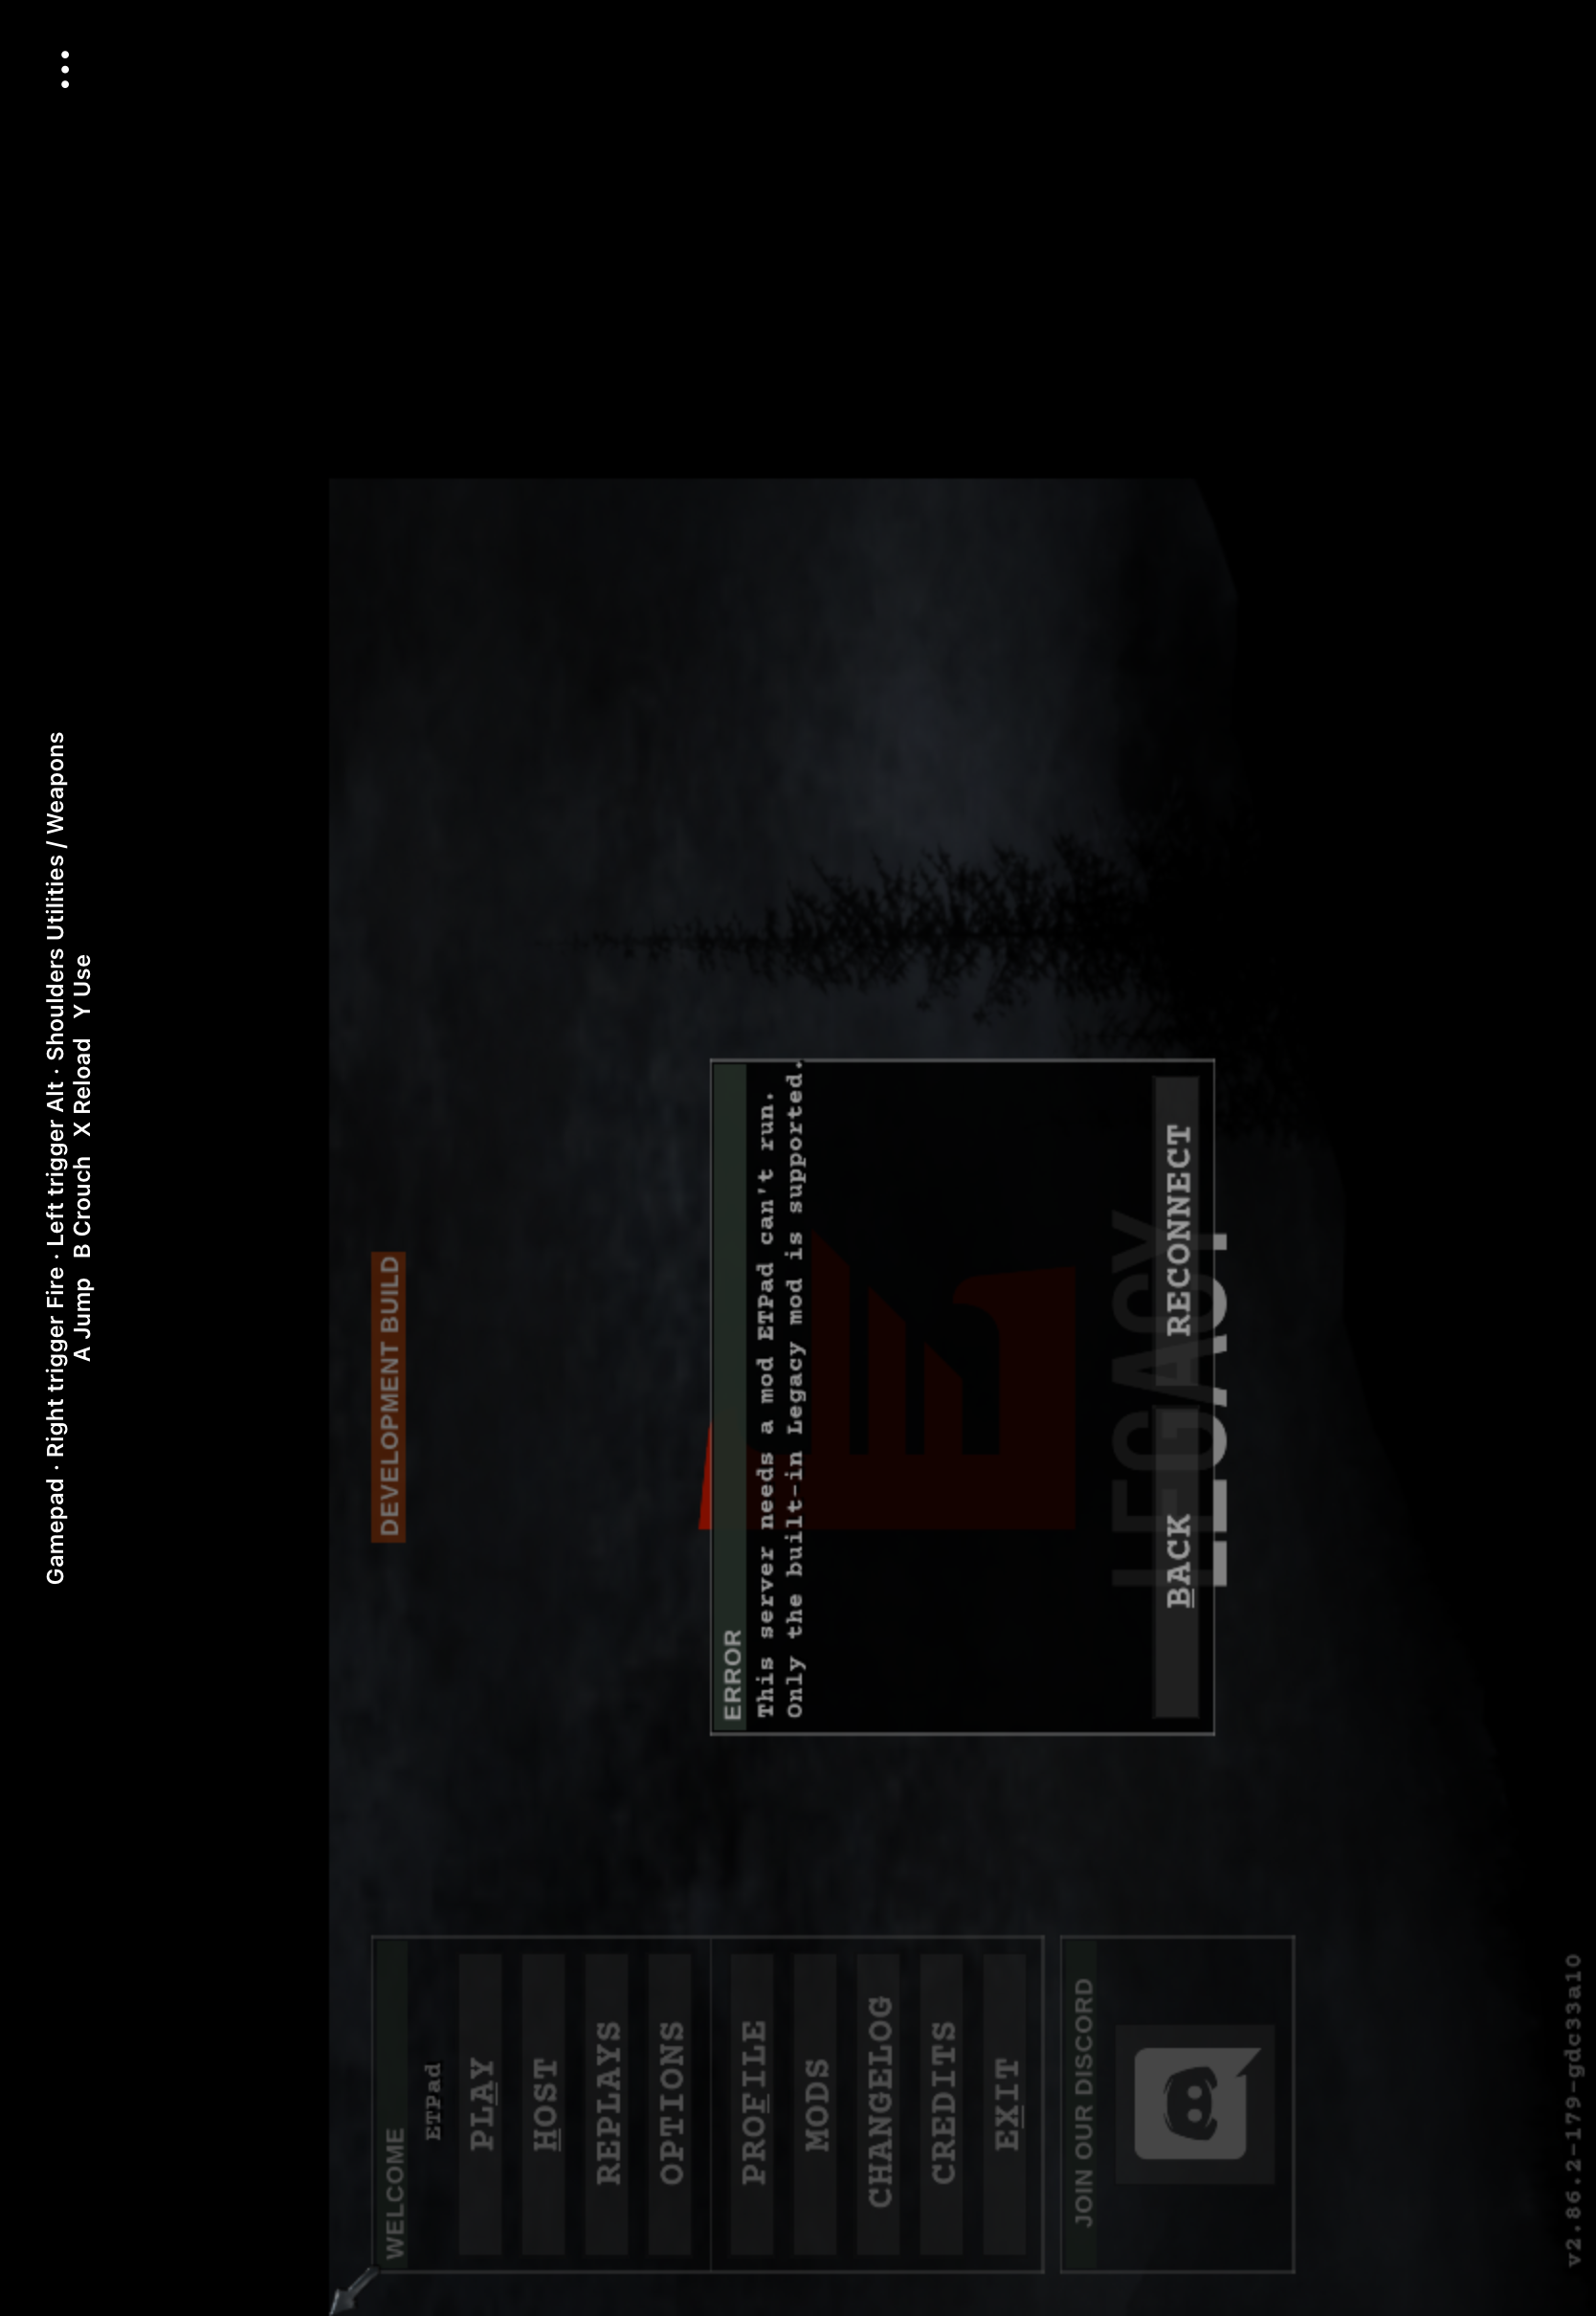 Gamepad · Right trigger Fire · Left trigger Alt · Shoulders Utilities / Weapons
A Jump B Crouch X Reload Y Use
DEVELOPMENT BUILD
WELCOME
ETPad
PLAY
HOST
REPLAYS
OPTIONS
PROFILE
MODS
CHANGELOG
CREDITS
EXIT
JOIN OUR DISCORD
ERROR
This server needs a mod ETPad can't run.
Only the built-in Legacy mod is supported.
LEGACY
BACK
RECONNECT
v2.86.2-179-gdc33a10